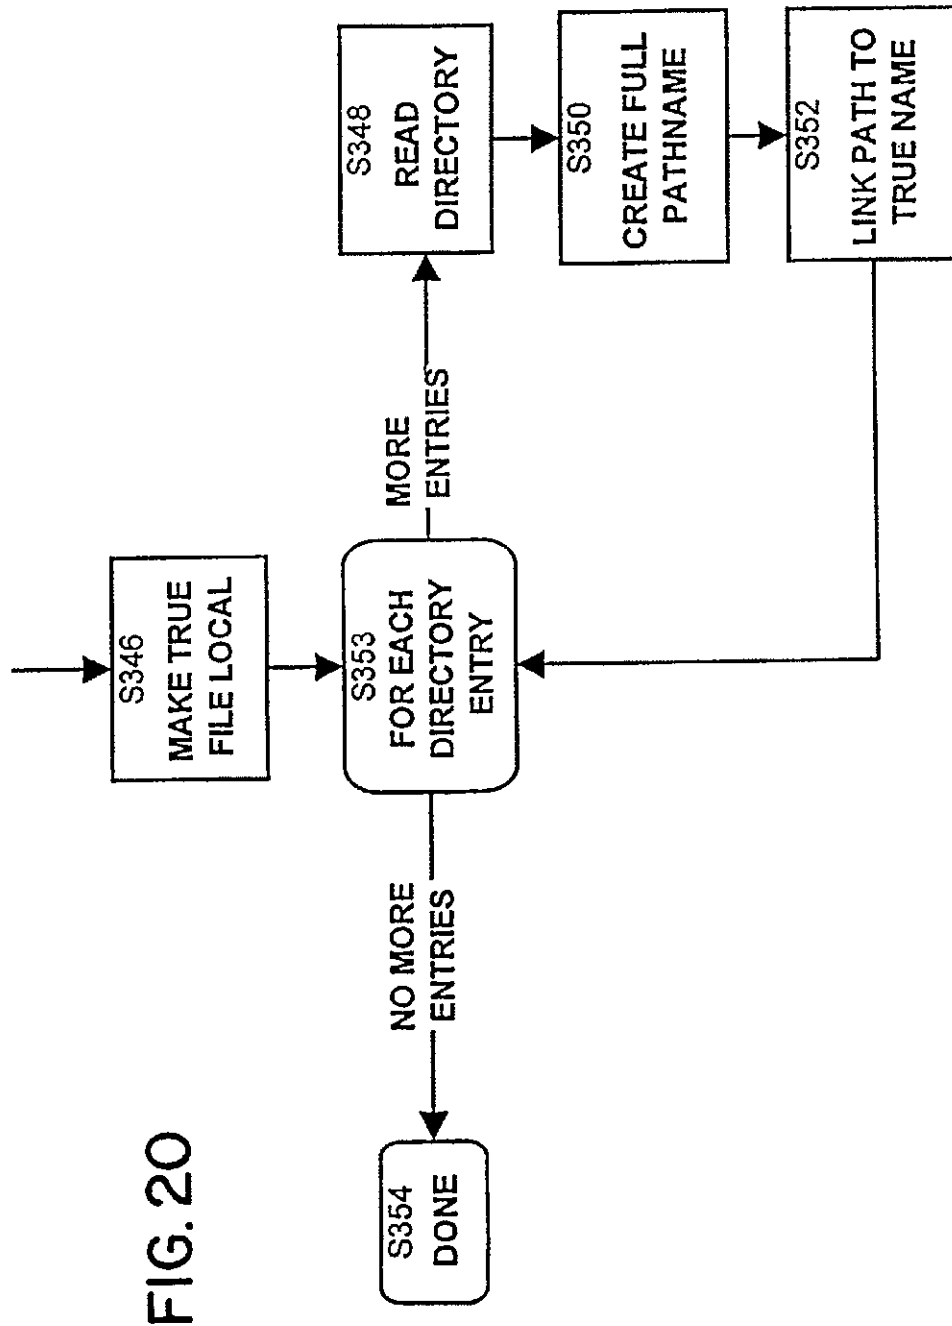 FIG. 20
S346
MAKE TRUE
FILE LOCAL
S353
FOR EACH
DIRECTORY
ENTRY
MORE
ENTRIES
S348
READ
DIRECTORY
S350
CREATE FULL
PATHNAME
S352
LINK PATH TO
TRUE NAME
NO MORE
ENTRIES
S354
DONE